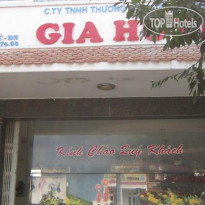 C.TY TNHH THƯƠNG
TOP Hotels
GIA H
Kính Chào Quý Khách